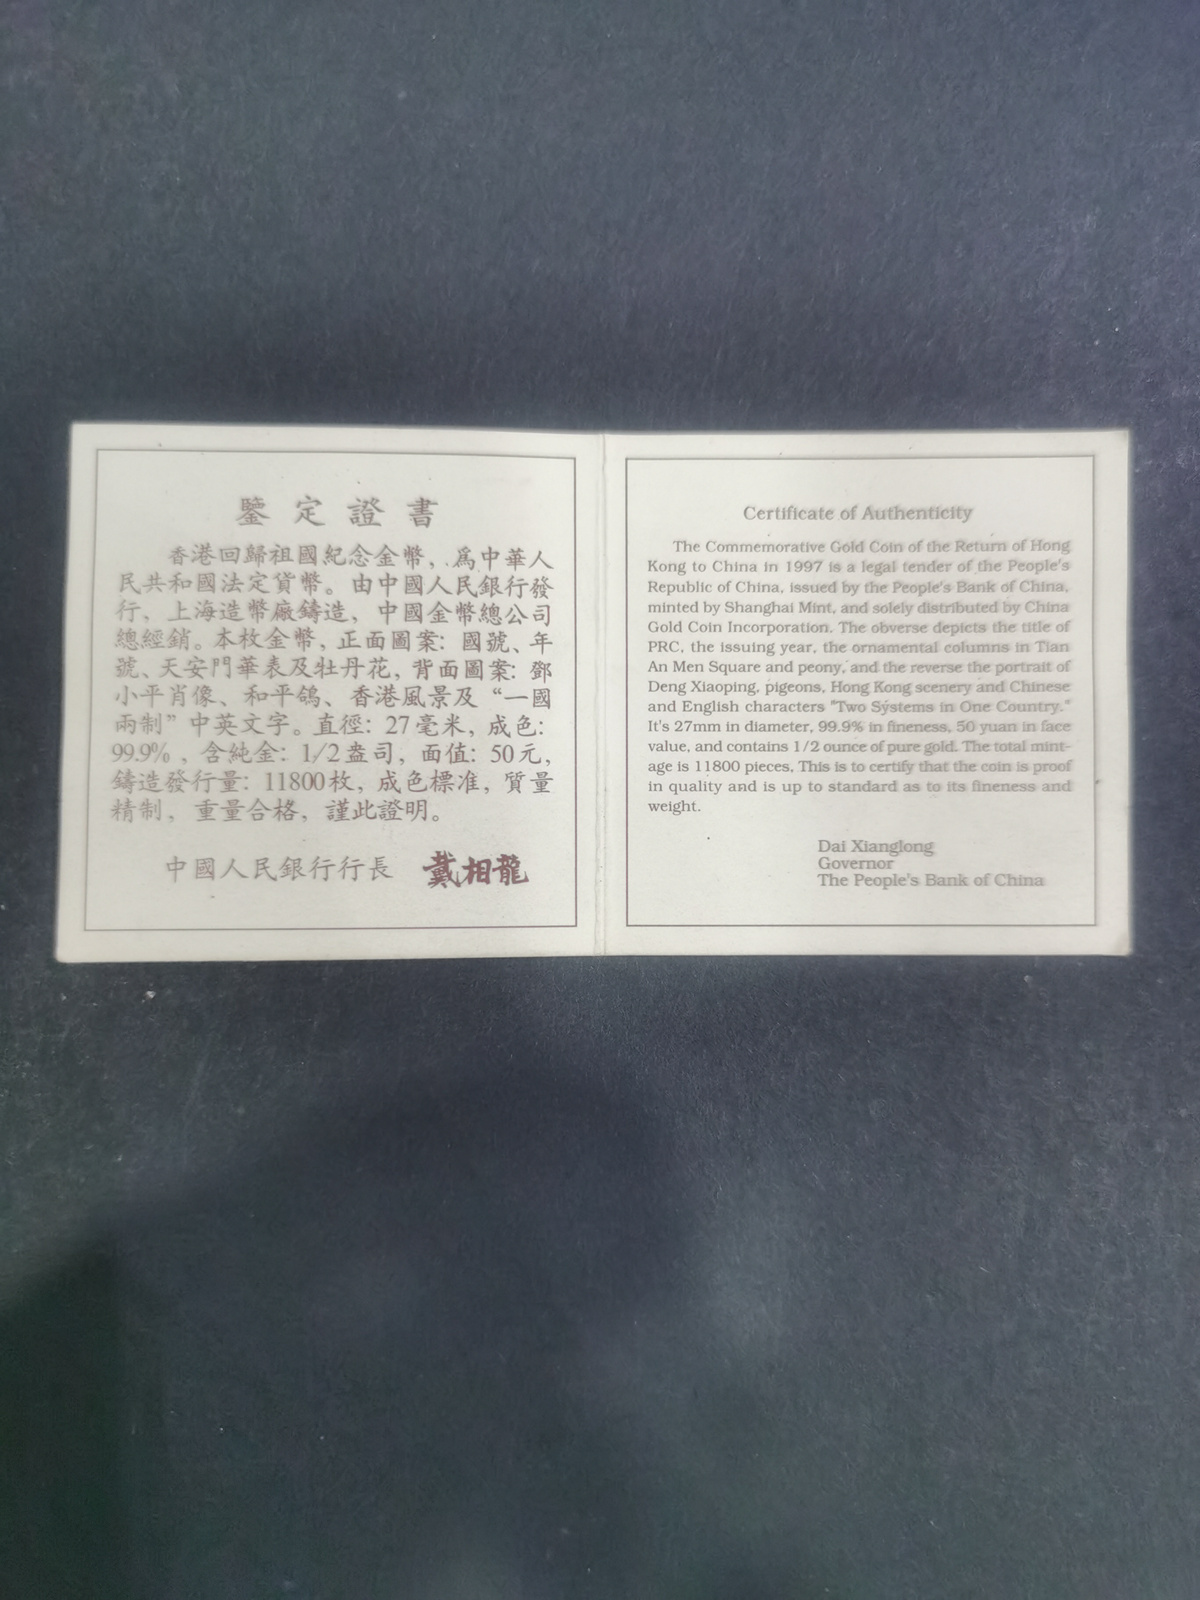 鑒定證書
香港回歸祖國紀念金幣，爲中華人
民共和國法定貨幣。由中國人民銀行發
行、上海造幣廠鑄造，中國金幣總公司
總經銷。本枚金幣，正面圖案：國號、年
號、天安門華表及牡丹花，背面圖案：鄧
小平肖像、和平鴿、香港風景及“一國
兩制”中英文字。直徑：27毫米，成色：
99.9%，含純金：1/2盎司，面值：50元，
鑄造發行量：11800枚，成色標准，質量
精制，重量合格，謹此證明。
中國人民銀行行長 戴相龍
Certificate of Authenticity
The Commemorative Gold Coin of the Return of Hong
Kong to China in 1997 is a legal tender of the People's
Republic of China, issued by the People's Bank of China,
minted by Shanghai Mint, and solely distributed by China
Gold Coin Incorporation. The obverse depicts the title of
PRC, the issuing year, the ornamental columns in Tian
An Men Square and peony, and the reverse the portrait of
Deng Xiaoping, pigeons, Hong Kong scenery and Chinese
and English characters "Two Systems in One Country."
It's 27mm in diameter, 99.9% in fineness, 50 yuan in face
value, and contains 1/2 ounce of pure gold. The total mint-
age is 11800 pieces, This is to certify that the coin is proof
in quality and is up to standard as to its fineness and
weight.
Dai Xianglong
Governor
The People's Bank of China